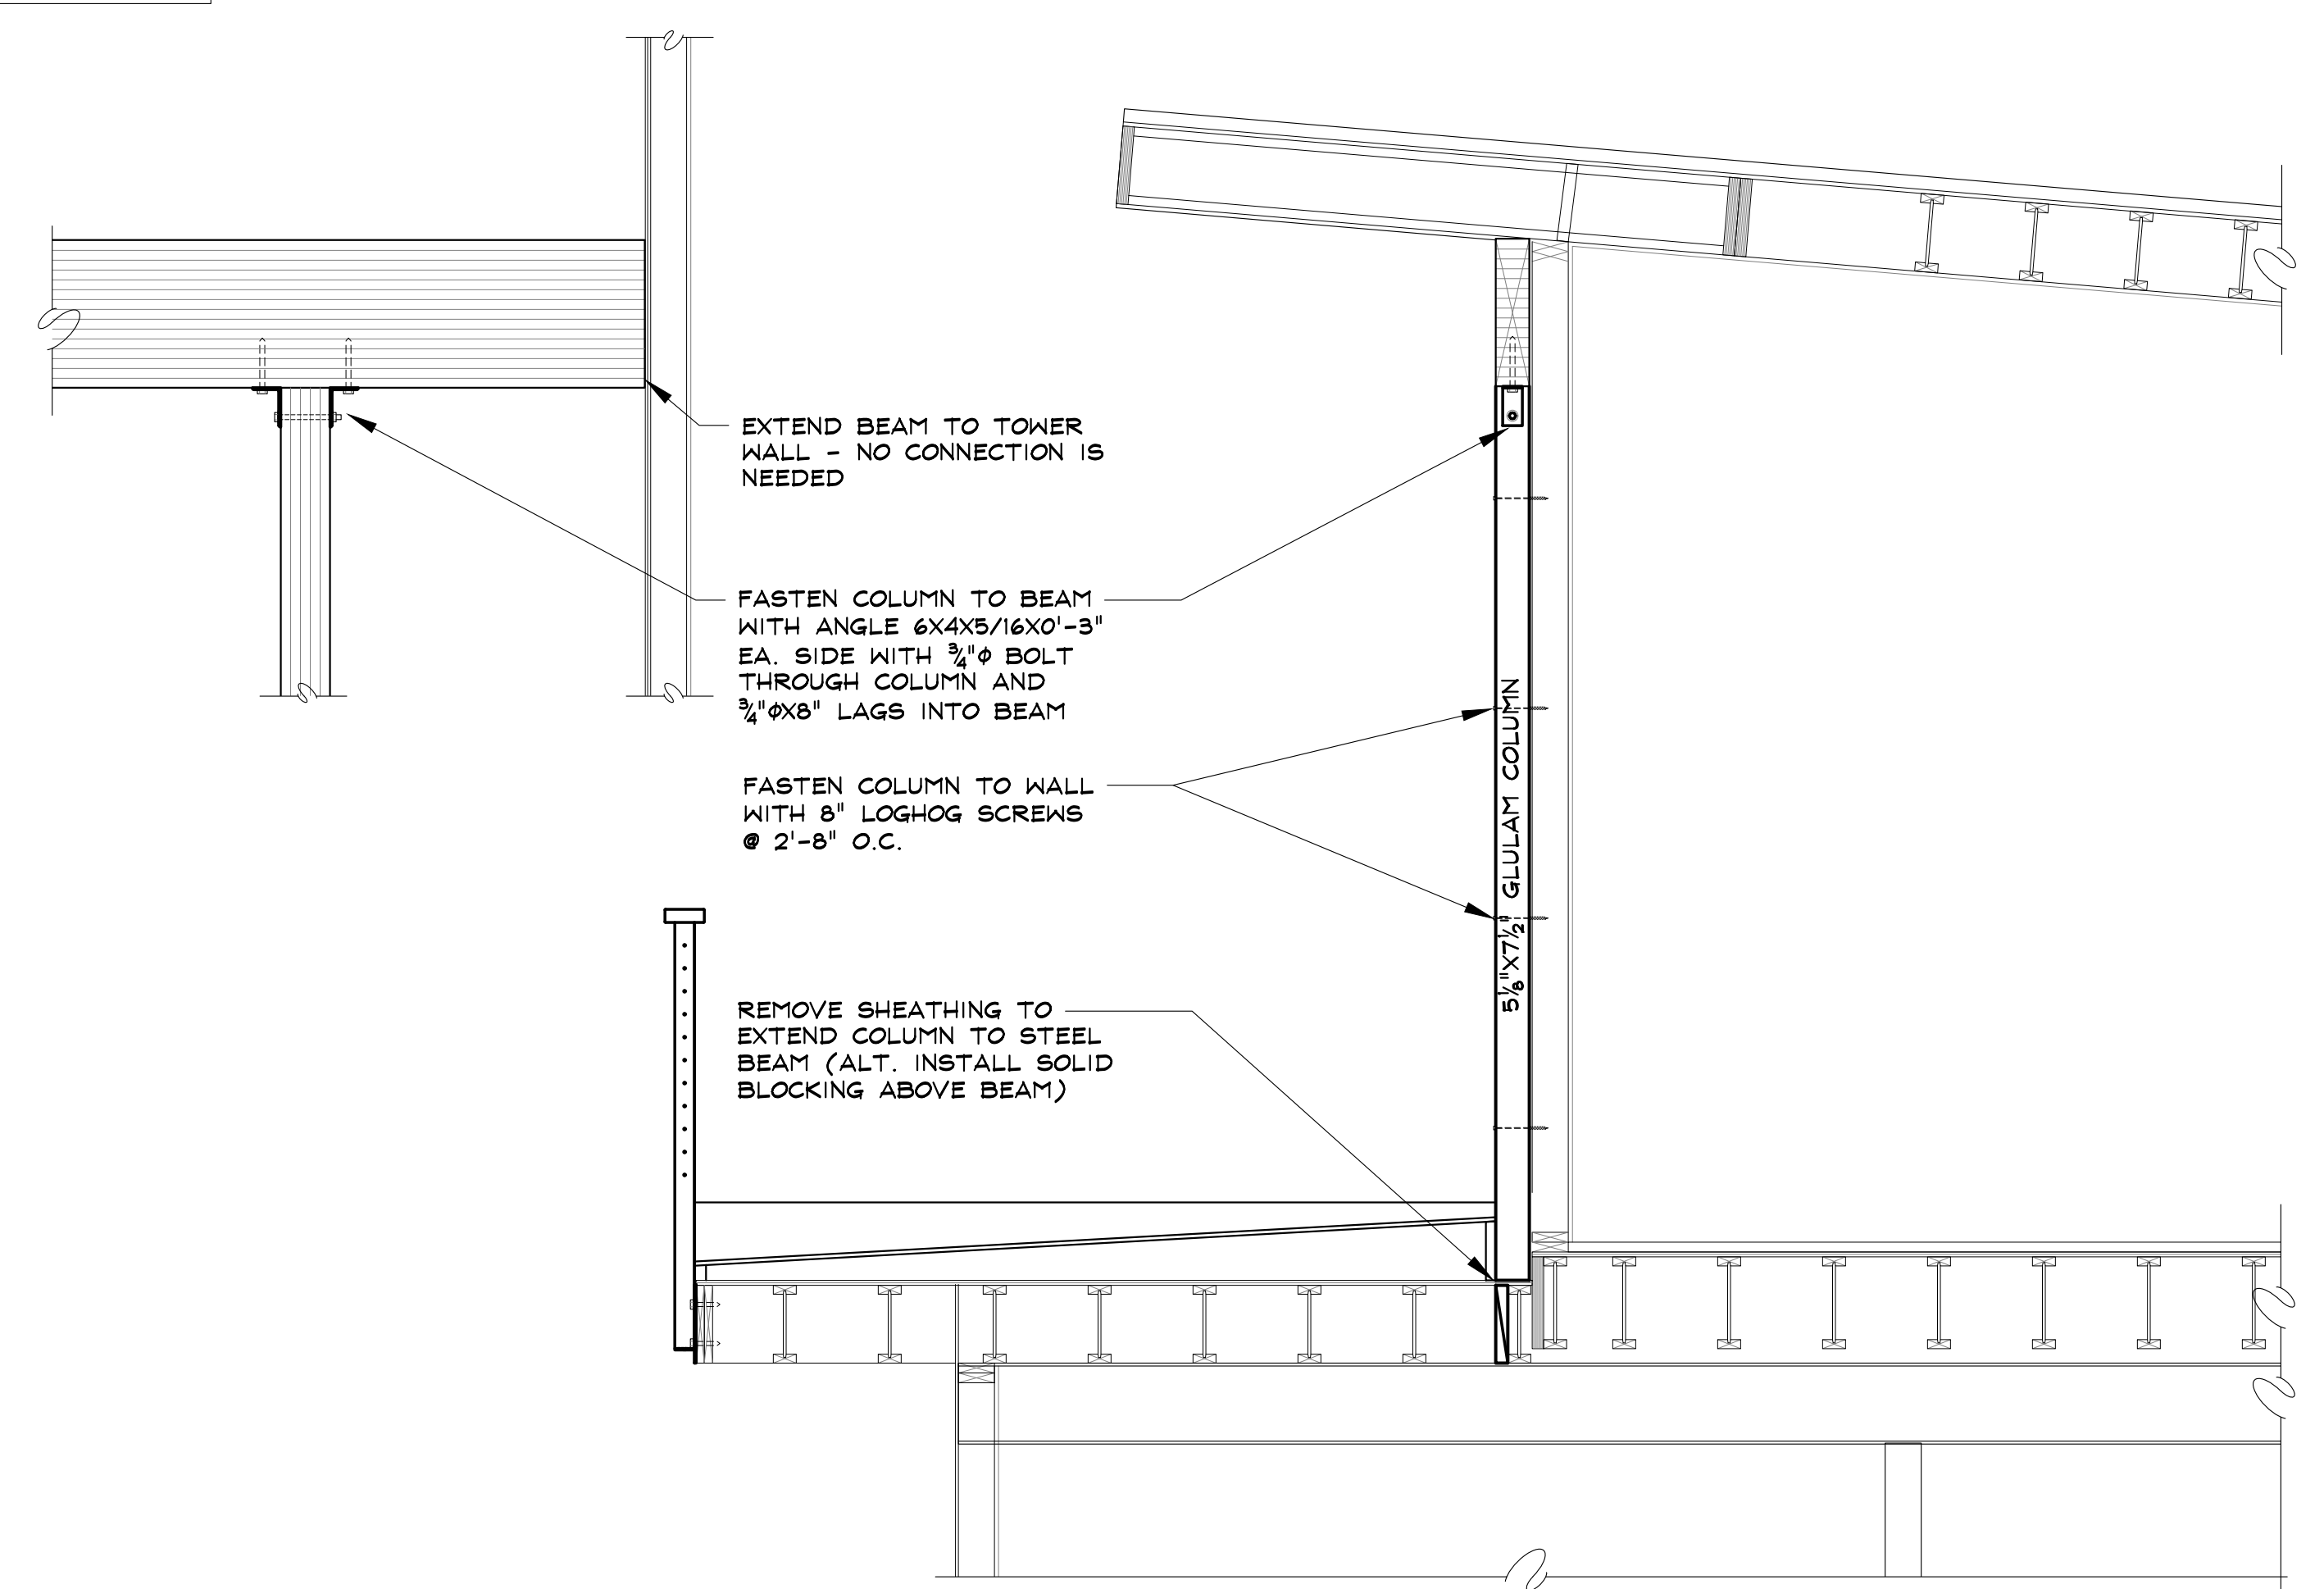 EXTEND BEAM TO TOWER
WALL - NO CONNECTION IS
NEEDED
FASTEN COLUMN TO BEAM
WITH ANGLE 6X4X5/16X0'-3"
EA. SIDE WITH ¾"ϕ BOLT
THROUGH COLUMN AND
¾"ϕX8" LAGS INTO BEAM
FASTEN COLUMN TO WALL
WITH 8" LOGHOG SCREWS
@ 2'-8" O.C.
5⅛"X7½" GLULAM COLUMN
REMOVE SHEATHING TO
EXTEND COLUMN TO STEEL
BEAM (ALT. INSTALL SOLID
BLOCKING ABOVE BEAM)